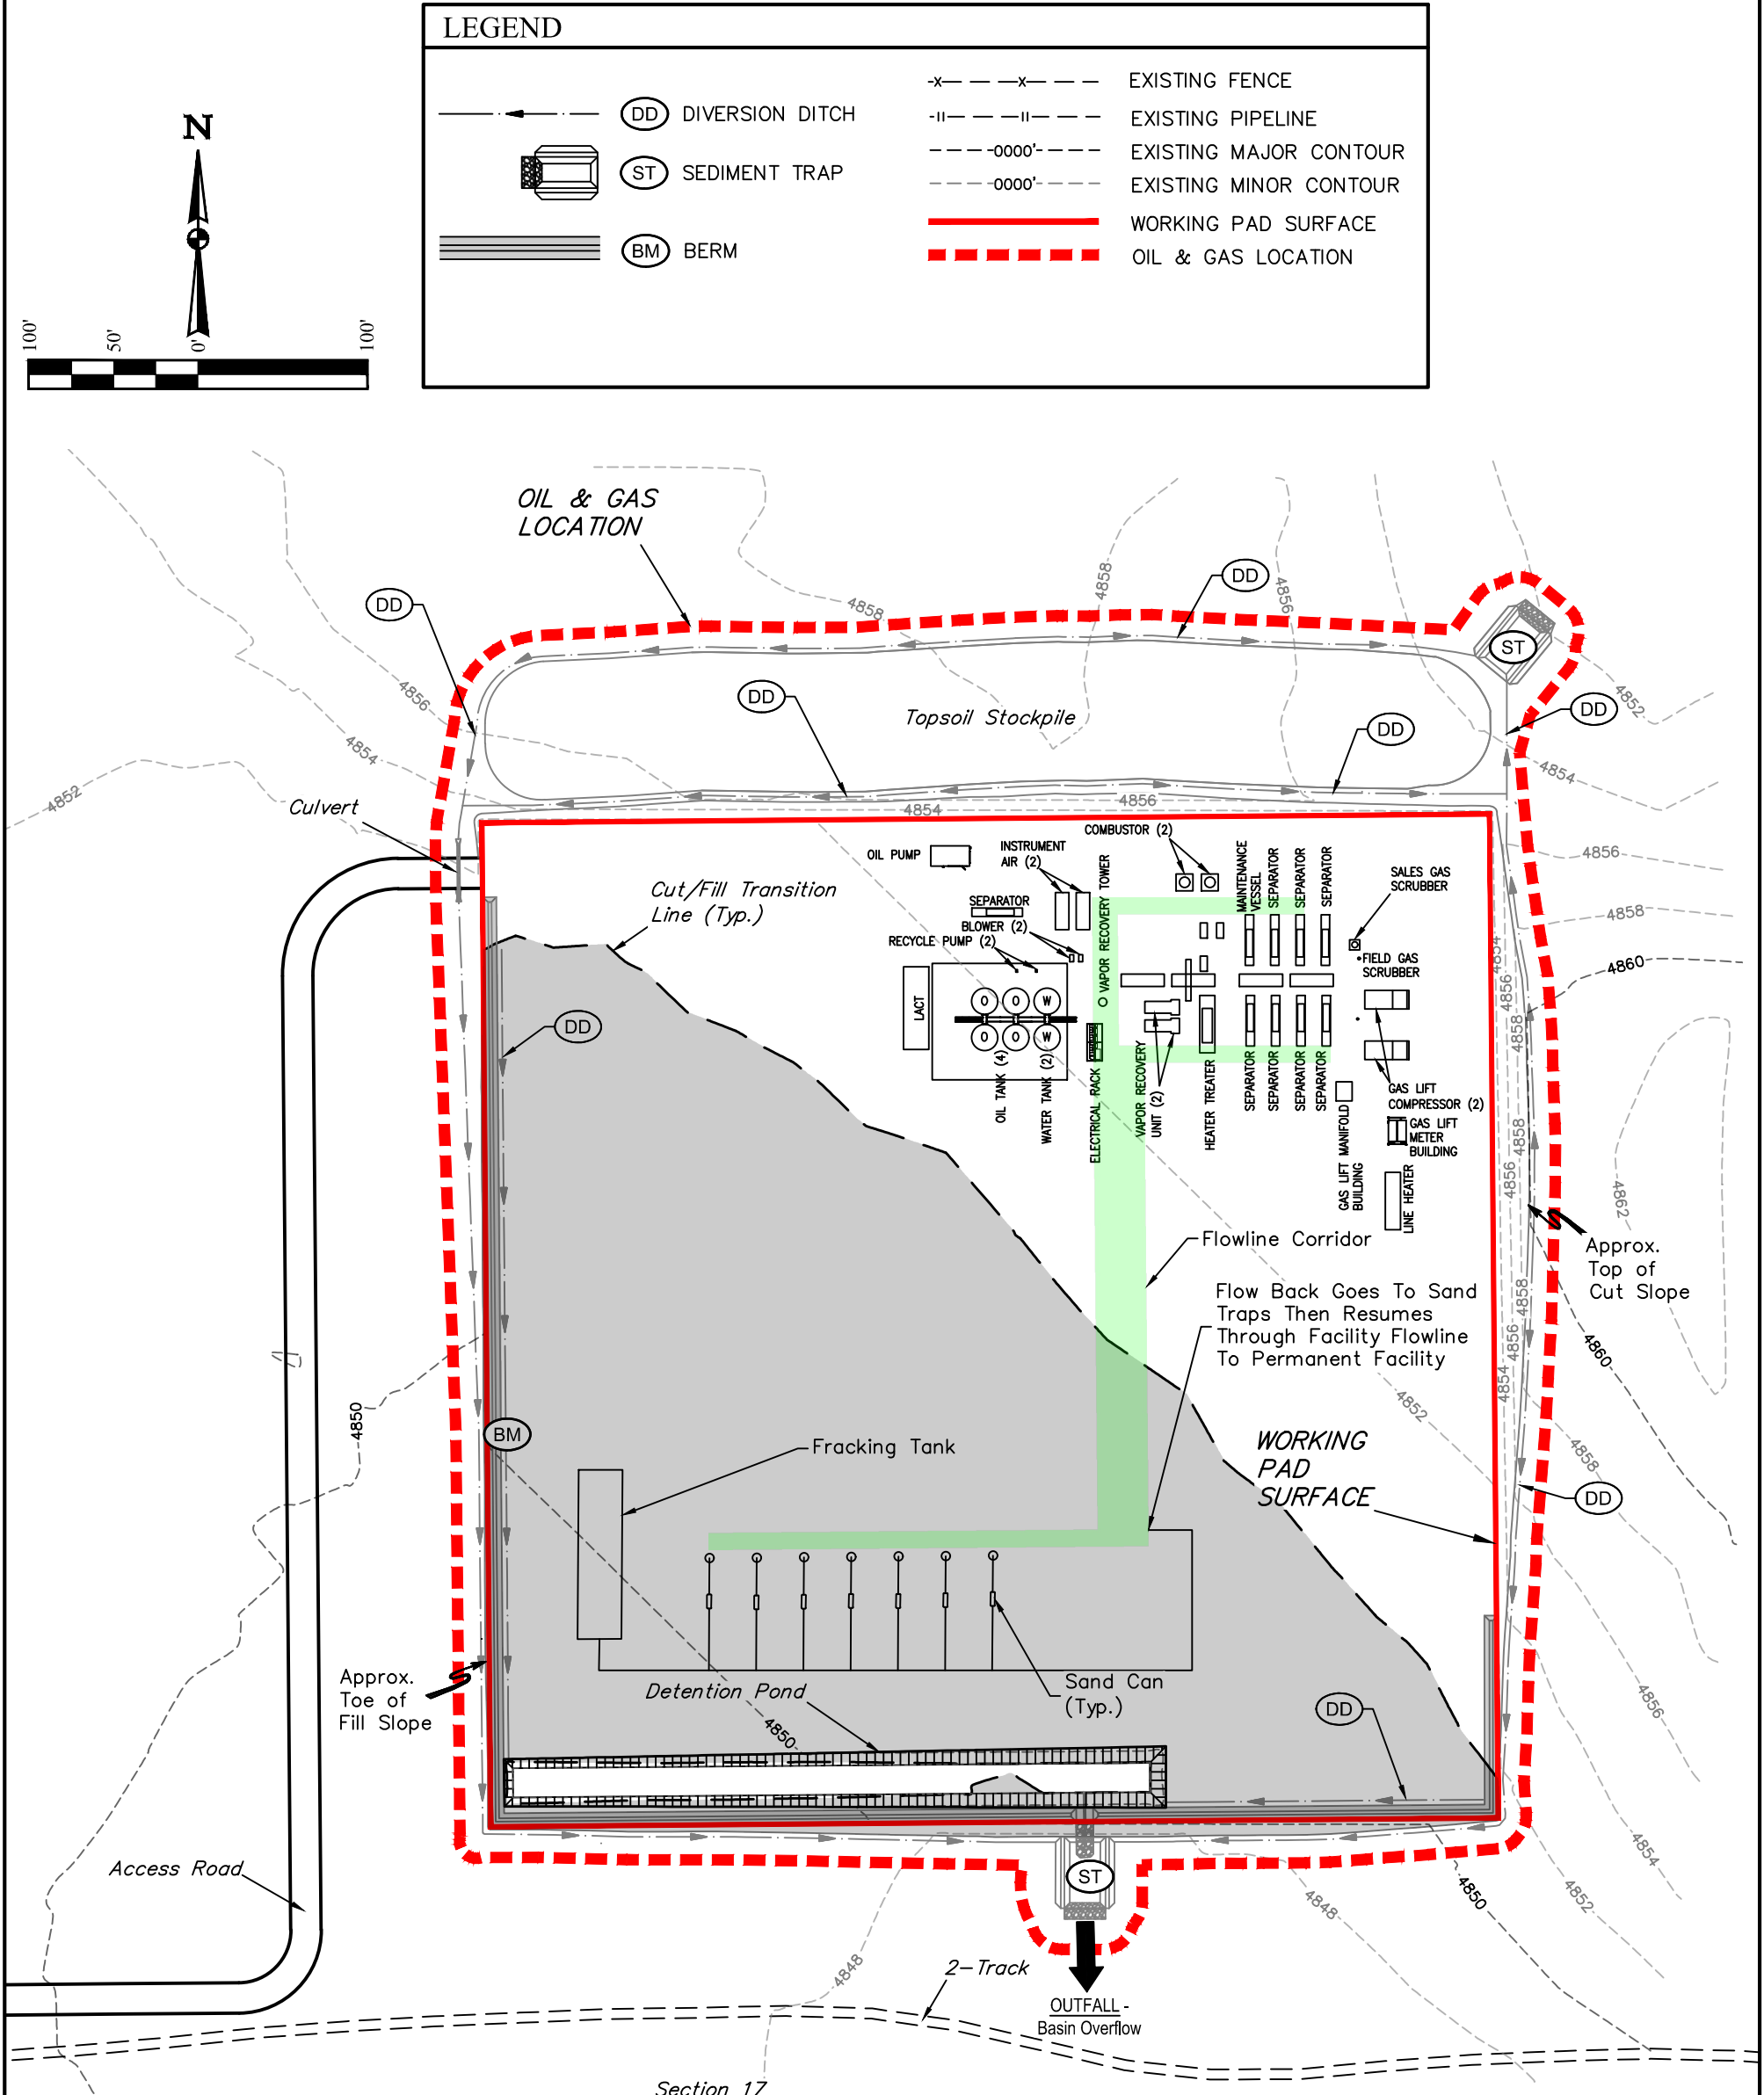 LEGEND
DD DIVERSION DITCH
ST SEDIMENT TRAP
BM BERM
-x— — —x— — EXISTING FENCE
-II— — —II— — EXISTING PIPELINE
-0000'- EXISTING MAJOR CONTOUR
-0000'- EXISTING MINOR CONTOUR
WORKING PAD SURFACE
OIL & GAS LOCATION
N
100'
50'
0'
100'
OIL & GAS
LOCATION
DD
DD
4858
4858
4856
ST
4856
DD
Topsoil Stockpile
DD
DD
4852
4854
4852
4854
Culvert
4854
4856
COMBUSTOR (2)
OIL PUMP
INSTRUMENT
AIR (2)
VAPOR RECOVERY TOWER
MAINTENANCE
VESSEL
SEPARATOR
SEPARATOR
SEPARATOR
SALES GAS
SCRUBBER
4856
Cut/Fill Transition
Line (Typ.)
SEPARATOR
BLOWER (2)
RECYCLE PUMP (2)
4858
4854
FIELD GAS
SCRUBBER
4860
4856
LACT
O
O
W
O
O
W
4858
DD
OIL TANK (4)
WATER TANK (2)
ELECTRICAL RACK
VAPOR RECOVERY
UNIT (2)
HEATER TREATER
SEPARATOR
SEPARATOR
SEPARATOR
SEPARATOR
GAS LIFT
COMPRESSOR (2)
GAS LIFT MANIFOLD
BUILDING
GAS LIFT
METER
BUILDING
LINE HEATER
4858
4856
4862
Flowline Corridor
Approx.
Top of
Cut Slope
Flow Back Goes To Sand
Traps Then Resumes
Through Facility Flowline
To Permanent Facility
4858
4856
4854
4860
4852
4850
BM
Fracking Tank
WORKING
PAD
SURFACE
4858
DD
Approx.
Toe of
Fill Slope
Detention Pond
Sand Can
(Typ.)
DD
4856
4850
4854
Access Road
ST
4850
4852
4848
4848
2-Track
OUTFALL -
Basin Overflow
Section 17